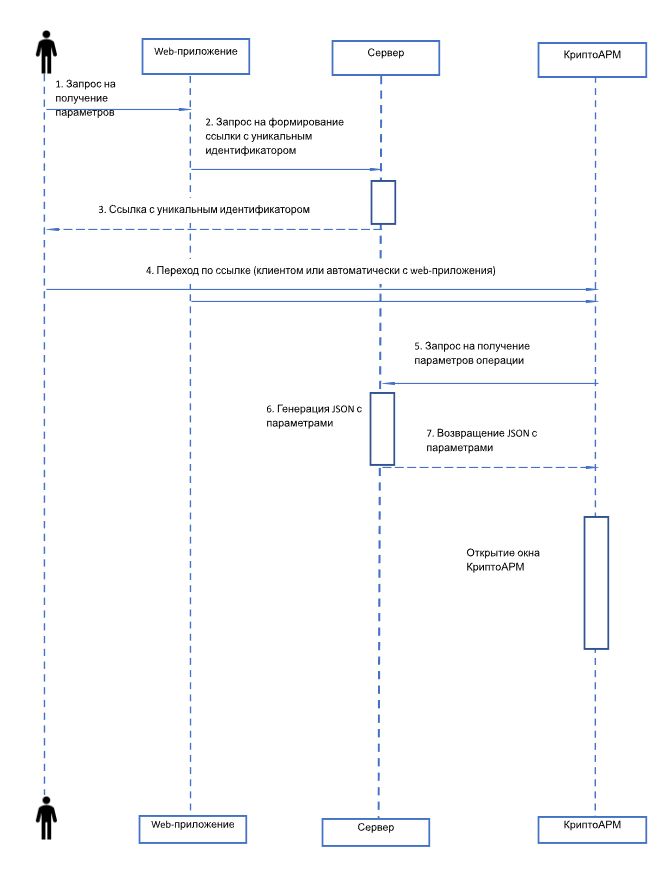 Web-приложение
Сервер
КриптоАРМ
1. Запрос на
получение
параметров
2. Запрос на формирование
ссылки с уникальным
идентификатором
3. Ссылка с уникальным идентификатором
4. Переход по ссылке (клиентом или автоматически с web-приложения)
5. Запрос на получение
параметров операции
6. Генерация JSON с
параметрами
7. Возвращение JSON с
параметрами
Открытие окна
КриптоАРМ
Web-приложение
Сервер
КриптоАРМ